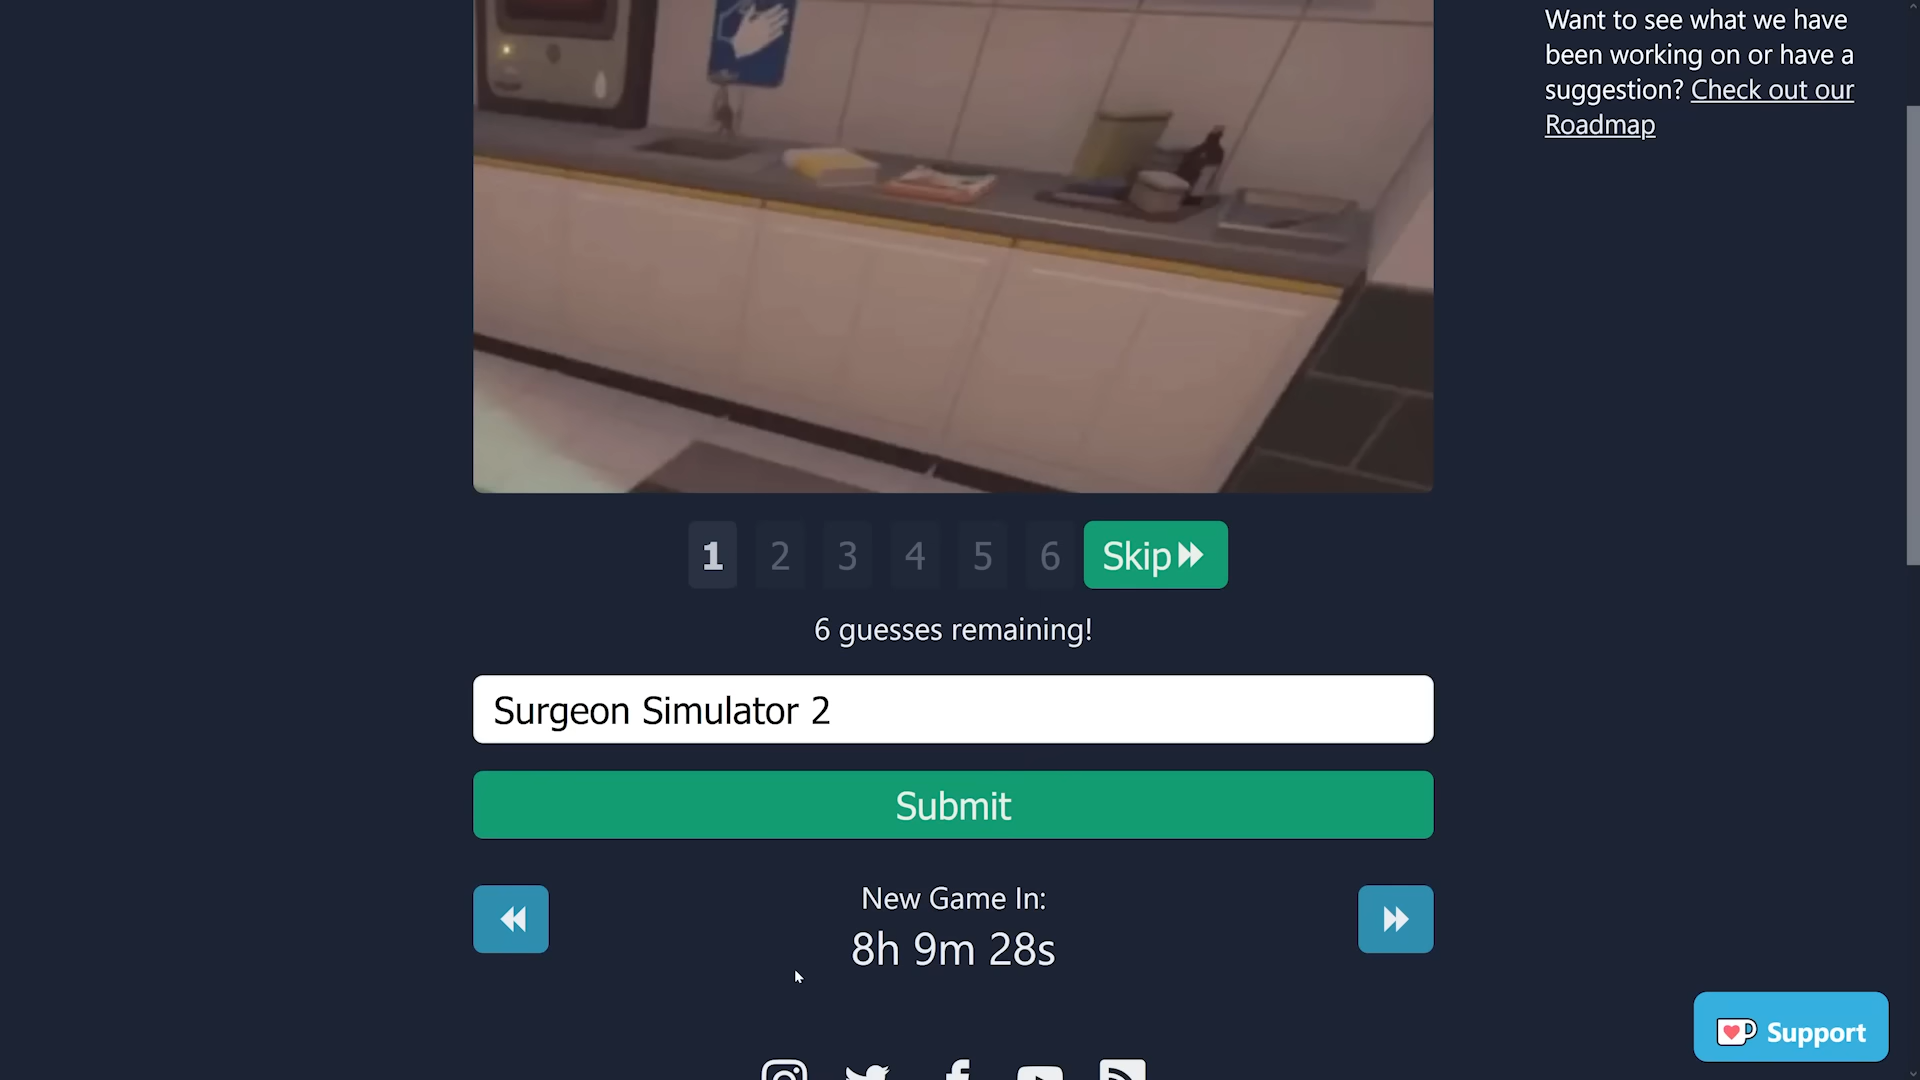 Want to see what we have
been working on or have a
suggestion? Check out our
Roadmap
1 2 3 4 5 6 Skip
6 guesses remaining!
Surgeon Simulator 2
Submit
New Game In:
8h 9m 28s
Support